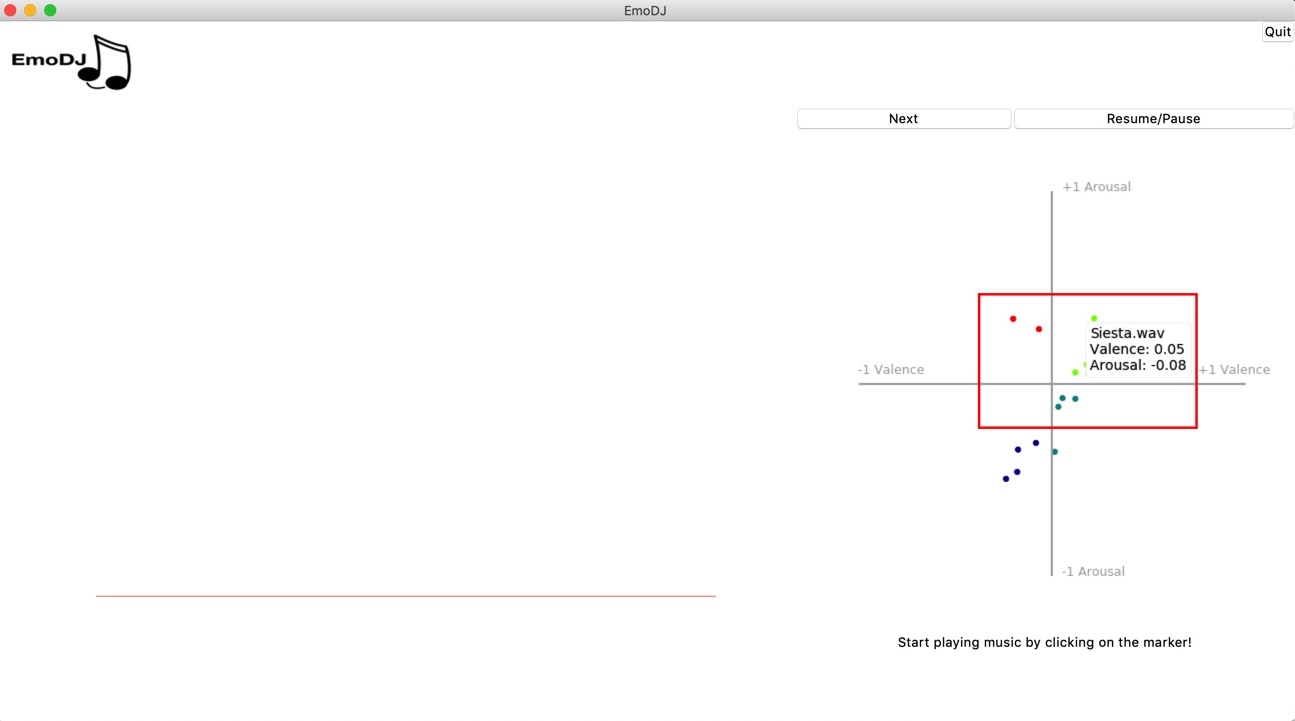 EmoDJ
Quit
EmoDJ
Next
Resume/Pause
+1 Arousal
Siesta.wav
Valence: 0.05
Arousal: -0.08
-1 Valence
+1 Valence
-1 Arousal
Start playing music by clicking on the marker!